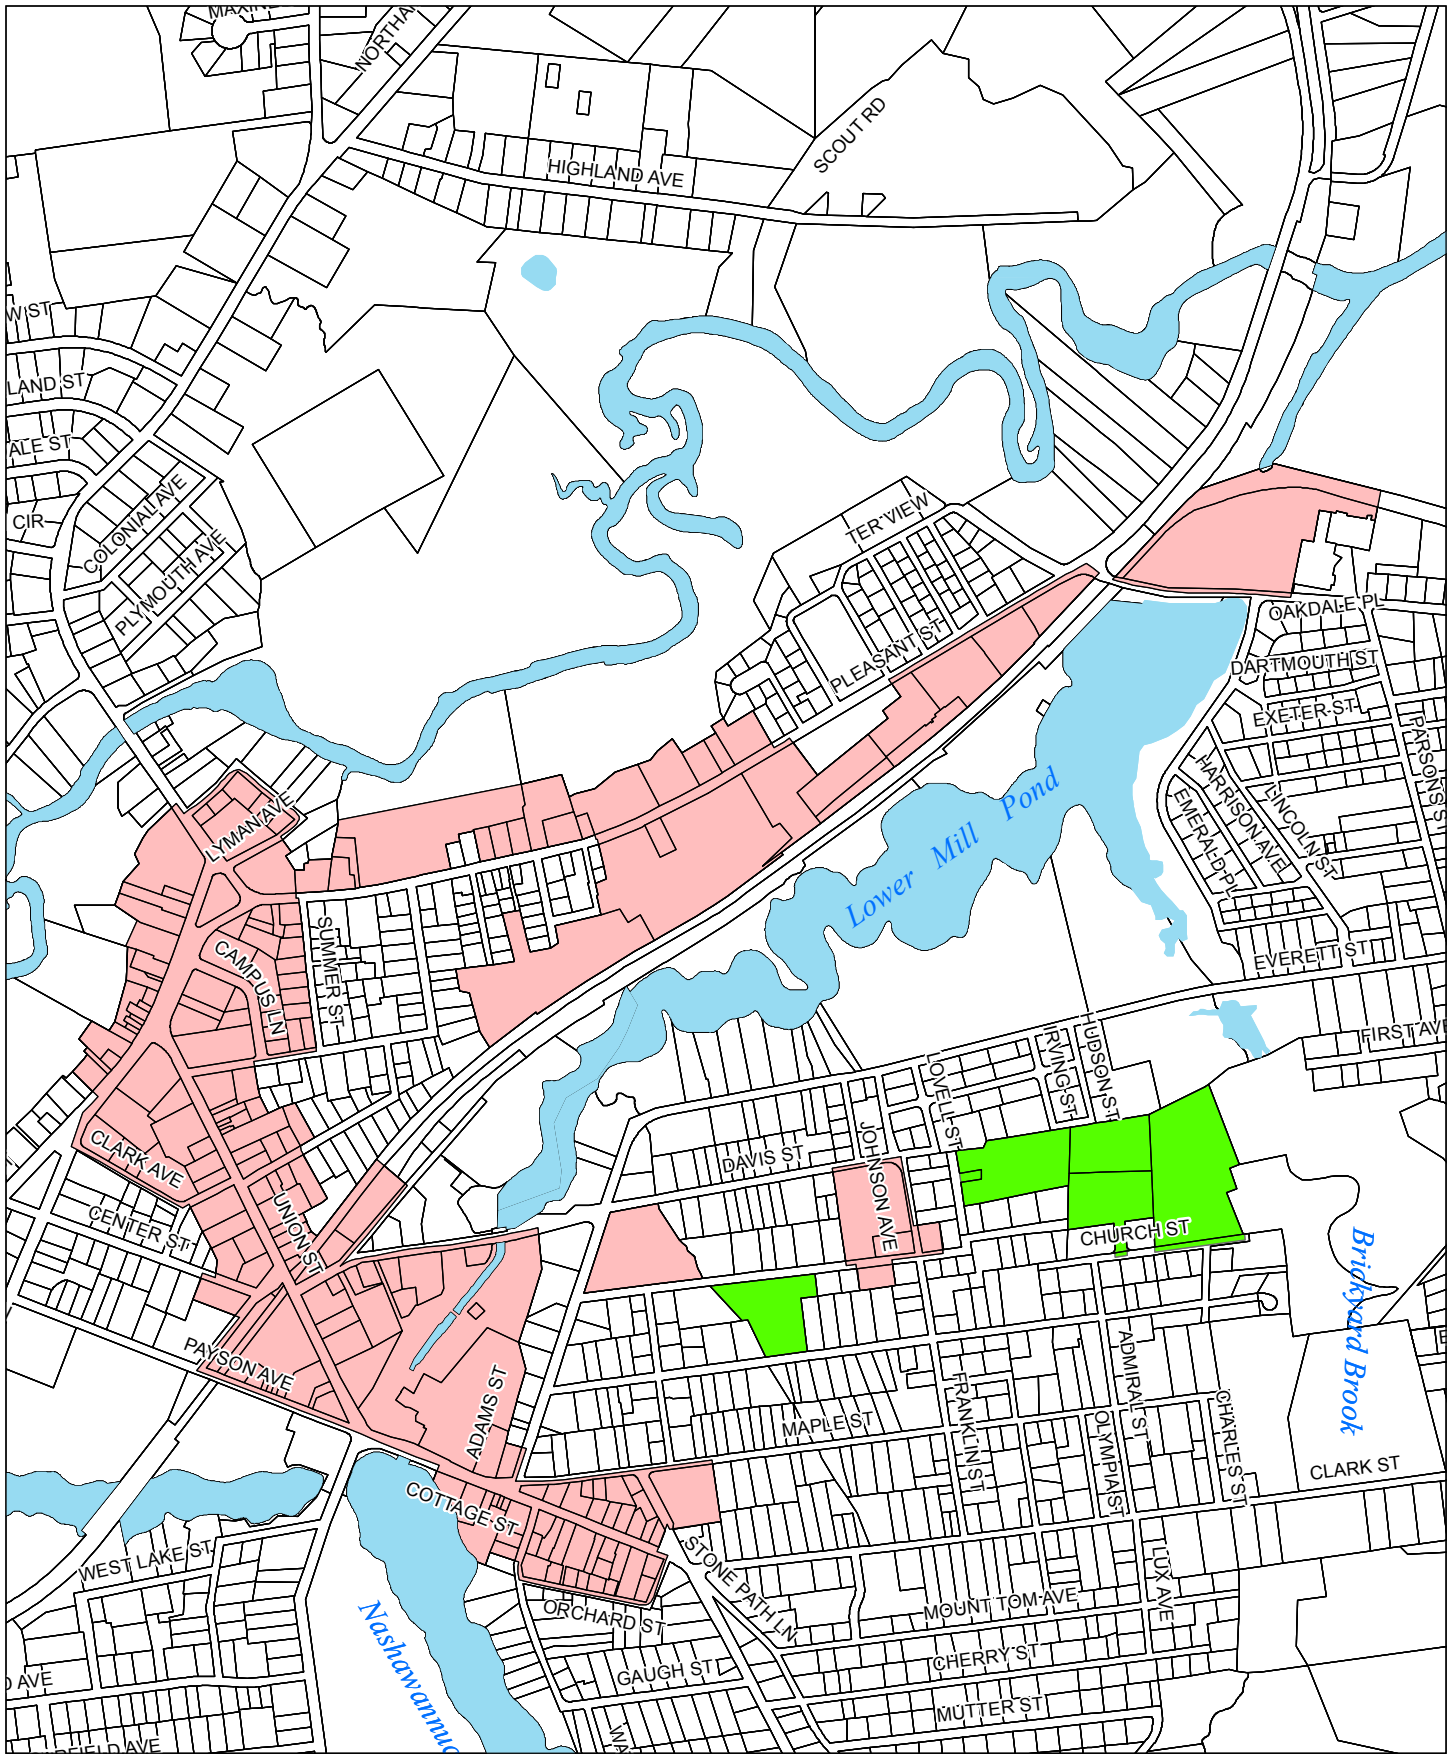 HIGHLAND AVE
SCOUT RD
W ST
LAND ST
ALE ST
CIR
COLONIAL AVE
PLYMOUTH AVE
TER VIEW
PLEASANT ST
OAKDALE PL
DARTMOUTH ST
EXETER ST
PARSONS ST
HARRISON AVE
LINCOLN ST
EMERALD PL
EVERETT ST
FIRST AVE
Lower Mill Pond
LYMAN AVE
SUMMER ST
CAMPUS LN
HUDSON ST
IRVING ST
LOVELL ST
JOHNSON AVE
DAVIS ST
CLARK AVE
CENTER ST
UNION ST
CHURCH ST
Brickyard Brook
PAYSON AVE
ADAMS ST
MAPLE ST
FRANKLIN ST
ADMIRAL ST
OLYMPIA ST
CHARLES ST
CLARK ST
COTTAGE ST
WEST LAKE ST
STONE PATH LN
LUX AVE
ORCHARD ST
MOUNT TOM AVE
CHERRY ST
GAUGH ST
MUTTER ST
D AVE